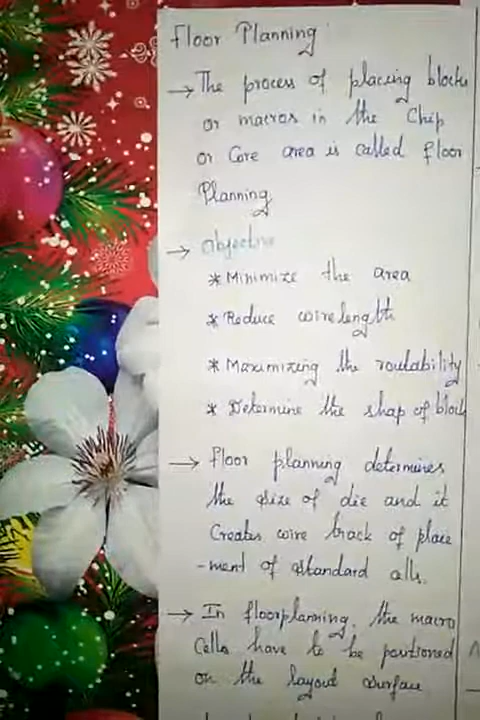 Floor Planning
→ The process of placing blocks
or macros in the Chip
or Core area is called floor
Planning
→ Objective
* Minimize the area
* Reduce wirelength
* Maximizing the routability
* Determine the shap of block
→ Floor planning determines
the size of die and it
Creates wire track of place
-ment of standard cells.
→ In floorplanning, the macro
Cells have to be positioned
on the layout surface